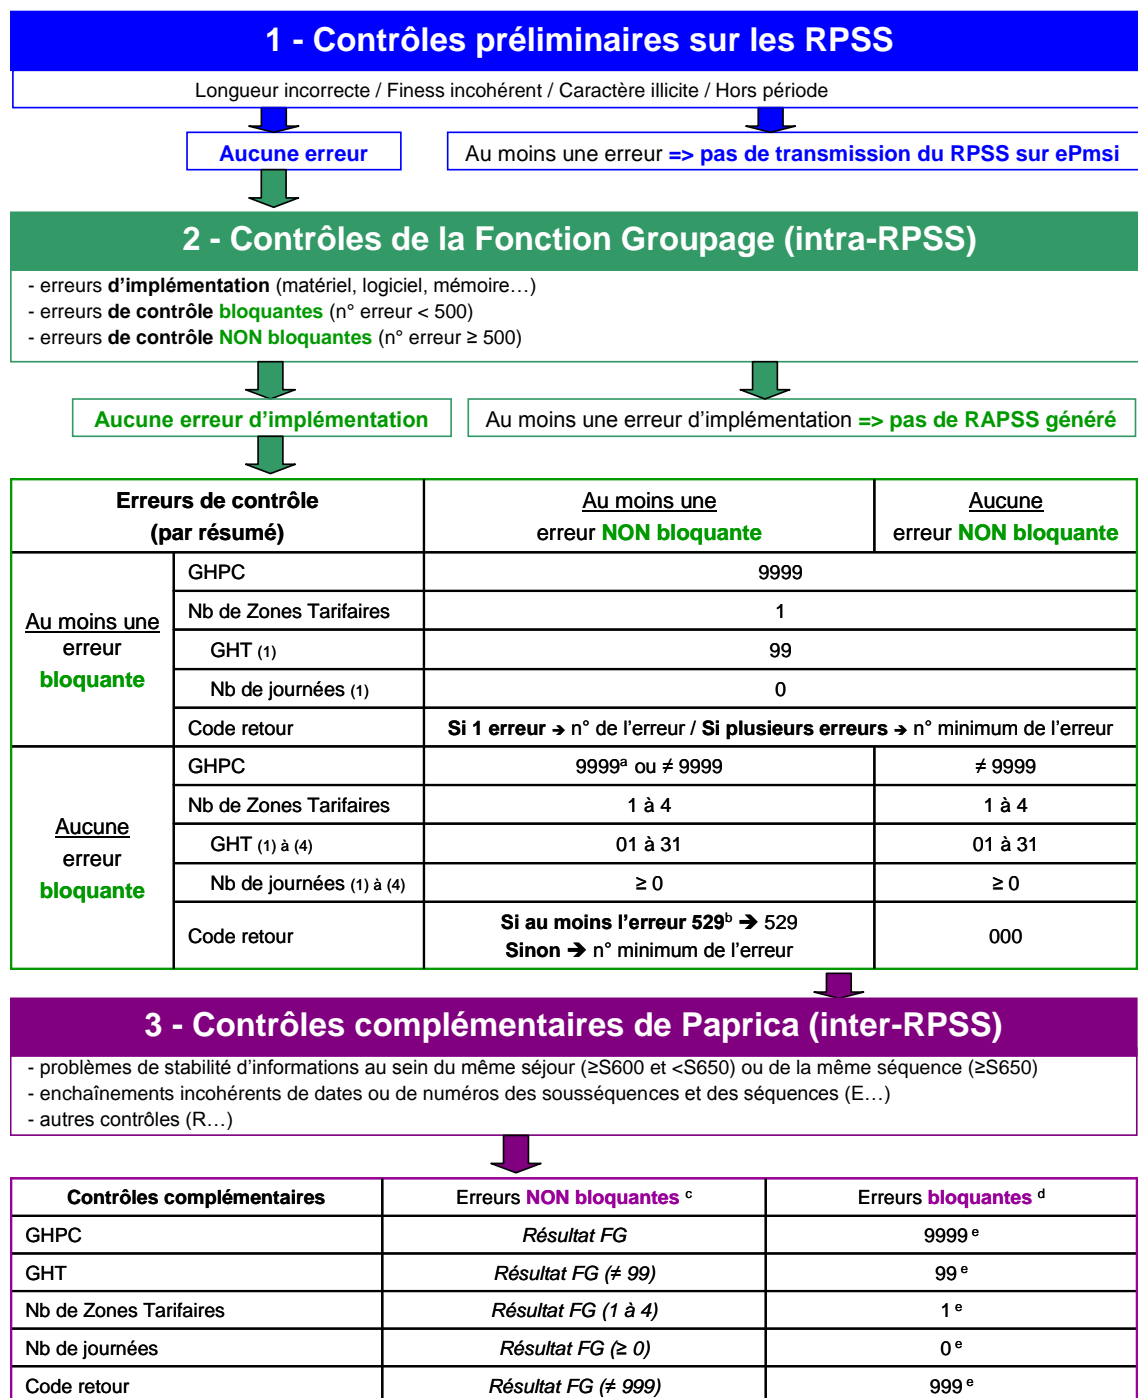 1 - Contrôles préliminaires sur les RPSS
Longueur incorrecte / Finess incohérent / Caractère illicite / Hors période
Aucune erreur
Au moins une erreur => pas de transmission du RPSS sur ePmsi
2 - Contrôles de la Fonction Groupage (intra-RPSS)
- erreurs d'implémentation (matériel, logiciel, mémoire…)
- erreurs de contrôle bloquantes (n° erreur < 500)
- erreurs de contrôle NON bloquantes (n° erreur ≥ 500)
Aucune erreur d'implémentation
Au moins une erreur d'implémentation => pas de RAPSS généré
Erreurs de contrôle
(par résumé)
Au moins une
erreur NON bloquante
Aucune
erreur NON bloquante
Au moins une
erreur
bloquante
GHPC
9999
Nb de Zones Tarifaires
1
GHT (1)
99
Nb de journées (1)
0
Code retour
Si 1 erreur ➔ n° de l'erreur / Si plusieurs erreurs ➔ n° minimum de l'erreur
Aucune
erreur
bloquante
GHPC
9999ᵃ ou ≠ 9999
≠ 9999
Nb de Zones Tarifaires
1 à 4
1 à 4
GHT (1) à (4)
01 à 31
01 à 31
Nb de journées (1) à (4)
≥ 0
≥ 0
Code retour
Si au moins l'erreur 529ᵇ ➔ 529
Sinon ➔ n° minimum de l'erreur
000
3 - Contrôles complémentaires de Paprica (inter-RPSS)
- problèmes de stabilité d'informations au sein du même séjour (≥S600 et <S650) ou de la même séquence (≥S650)
- enchaînements incohérents de dates ou de numéros des sousséquences et des séquences (E…)
- autres contrôles (R…)
Contrôles complémentaires
Erreurs NON bloquantes ᶜ
Erreurs bloquantes ᵈ
GHPC
Résultat FG
9999 ᵉ
GHT
Résultat FG (≠ 99)
99 ᵉ
Nb de Zones Tarifaires
Résultat FG (1 à 4)
1 ᵉ
Nb de journées
Résultat FG (≥ 0)
0 ᵉ
Code retour
Résultat FG (≠ 999)
999 ᵉ